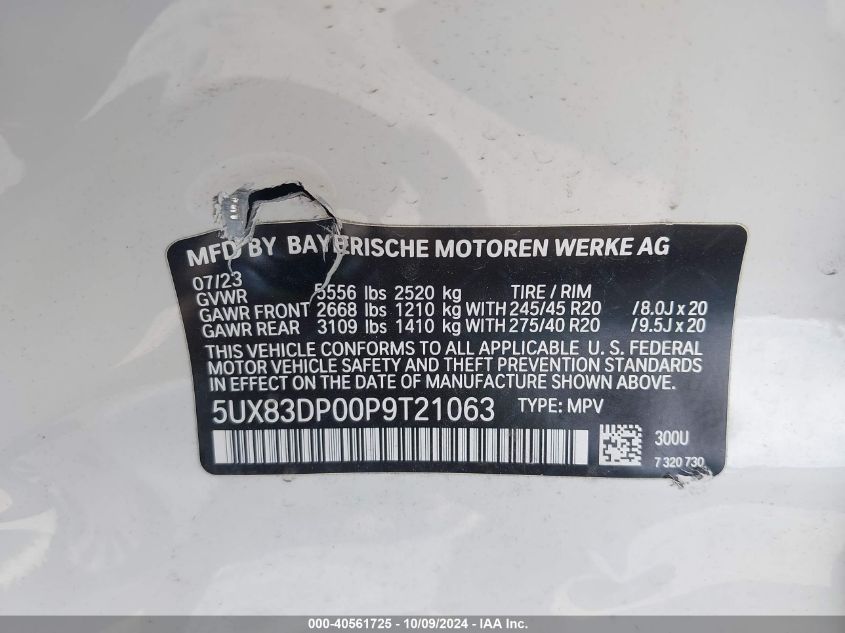 MFD BY BAYERISCHE MOTOREN WERKE AG
07/23
GVWR 5556 lbs 2520 kg TIRE / RIM
GAWR FRONT 2668 lbs 1210 kg WITH 245/45 R20 / 8.0J x 20
GAWR REAR 3109 lbs 1410 kg WITH 275/40 R20 / 9.5J x 20
THIS VEHICLE CONFORMS TO ALL APPLICABLE U. S. FEDERAL
MOTOR VEHICLE SAFETY AND THEFT PREVENTION STANDARDS
IN EFFECT ON THE DATE OF MANUFACTURE SHOWN ABOVE.
5UX83DP00P9T21063 TYPE: MPV
300U
7 320 730
000-40561725 - 10/09/2024 - IAA Inc.